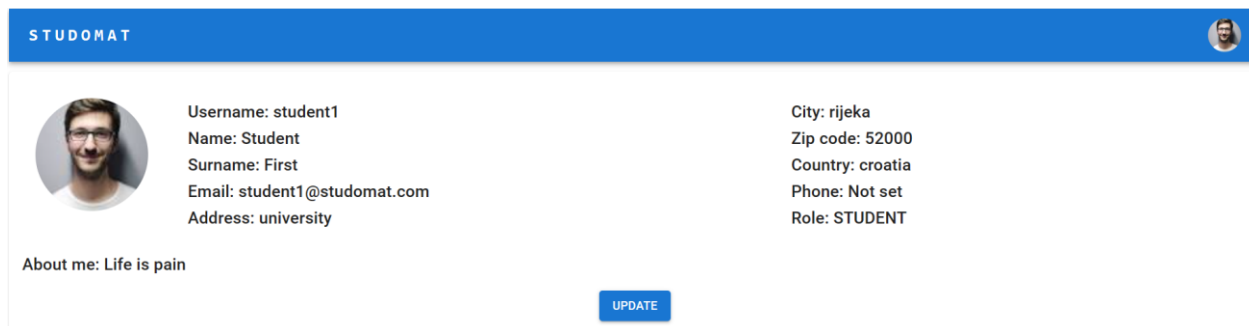 STUDOMAT
Username: student1
Name: Student
Surname: First
Email: student1@studomat.com
Address: university
City: rijeka
Zip code: 52000
Country: croatia
Phone: Not set
Role: STUDENT
About me: Life is pain
UPDATE